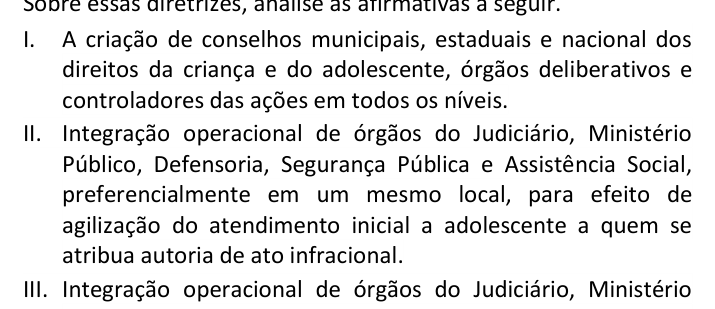 Sobre essas diretrizes, analise as afirmativas a seguir.
I. A criação de conselhos municipais, estaduais e nacional dos
direitos da criança e do adolescente, órgãos deliberativos e
controladores das ações em todos os níveis.
II. Integração operacional de órgãos do Judiciário, Ministério
Público, Defensoria, Segurança Pública e Assistência Social,
preferencialmente em um mesmo local, para efeito de
agilização do atendimento inicial a adolescente a quem se
atribua autoria de ato infracional.
III. Integração operacional de órgãos do Judiciário, Ministério